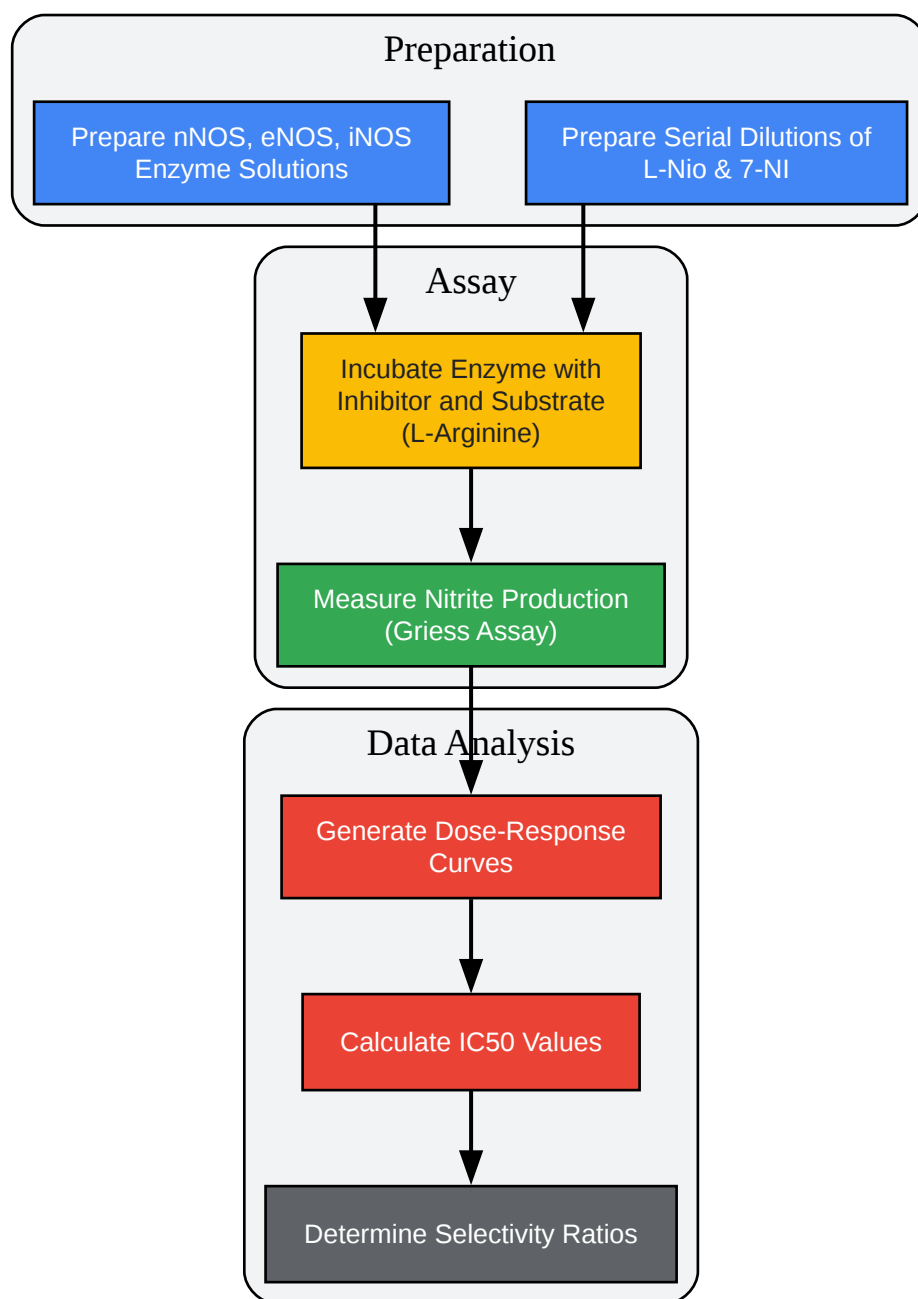 Preparation
Prepare nNOS, eNOS, iNOS
Enzyme Solutions
Prepare Serial Dilutions of
L-Nio & 7-NI
Assay
Incubate Enzyme with
Inhibitor and Substrate
(L-Arginine)
Measure Nitrite Production
(Griess Assay)
Data Analysis
Generate Dose-Response
Curves
Calculate IC50 Values
Determine Selectivity Ratios